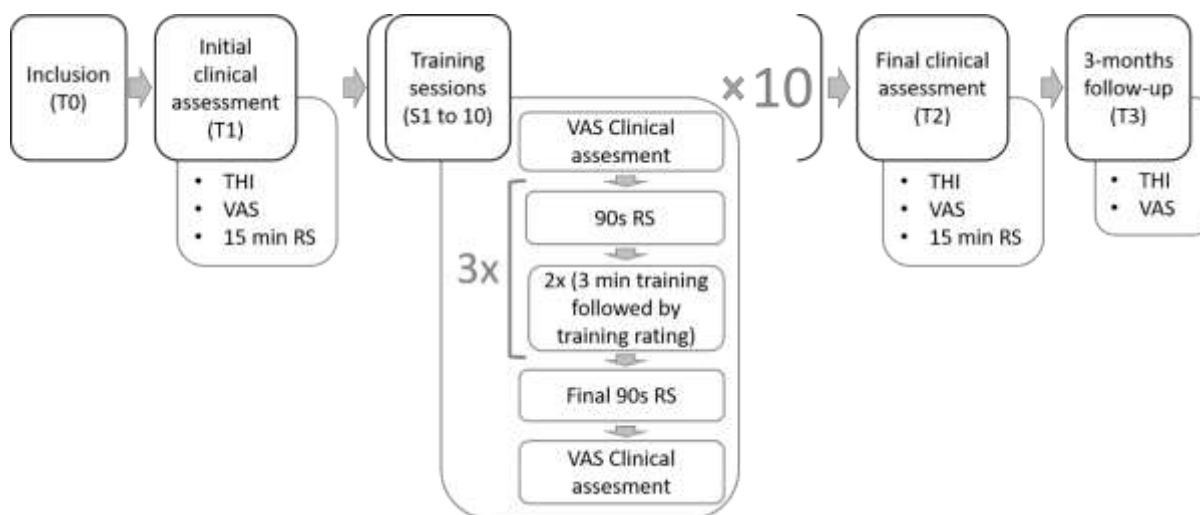 Inclusion
(T0)
Initial
clinical
assessment
(T1)
• THI
• VAS
• 15 min RS
Training
sessions
(S1 to 10)
×10
VAS Clinical
assesment
3x
90s RS
2x (3 min training
followed by
training rating)
Final 90s RS
VAS Clinical
assesment
Final clinical
assessment
(T2)
• THI
• VAS
• 15 min RS
3-months
follow-up
(T3)
• THI
• VAS